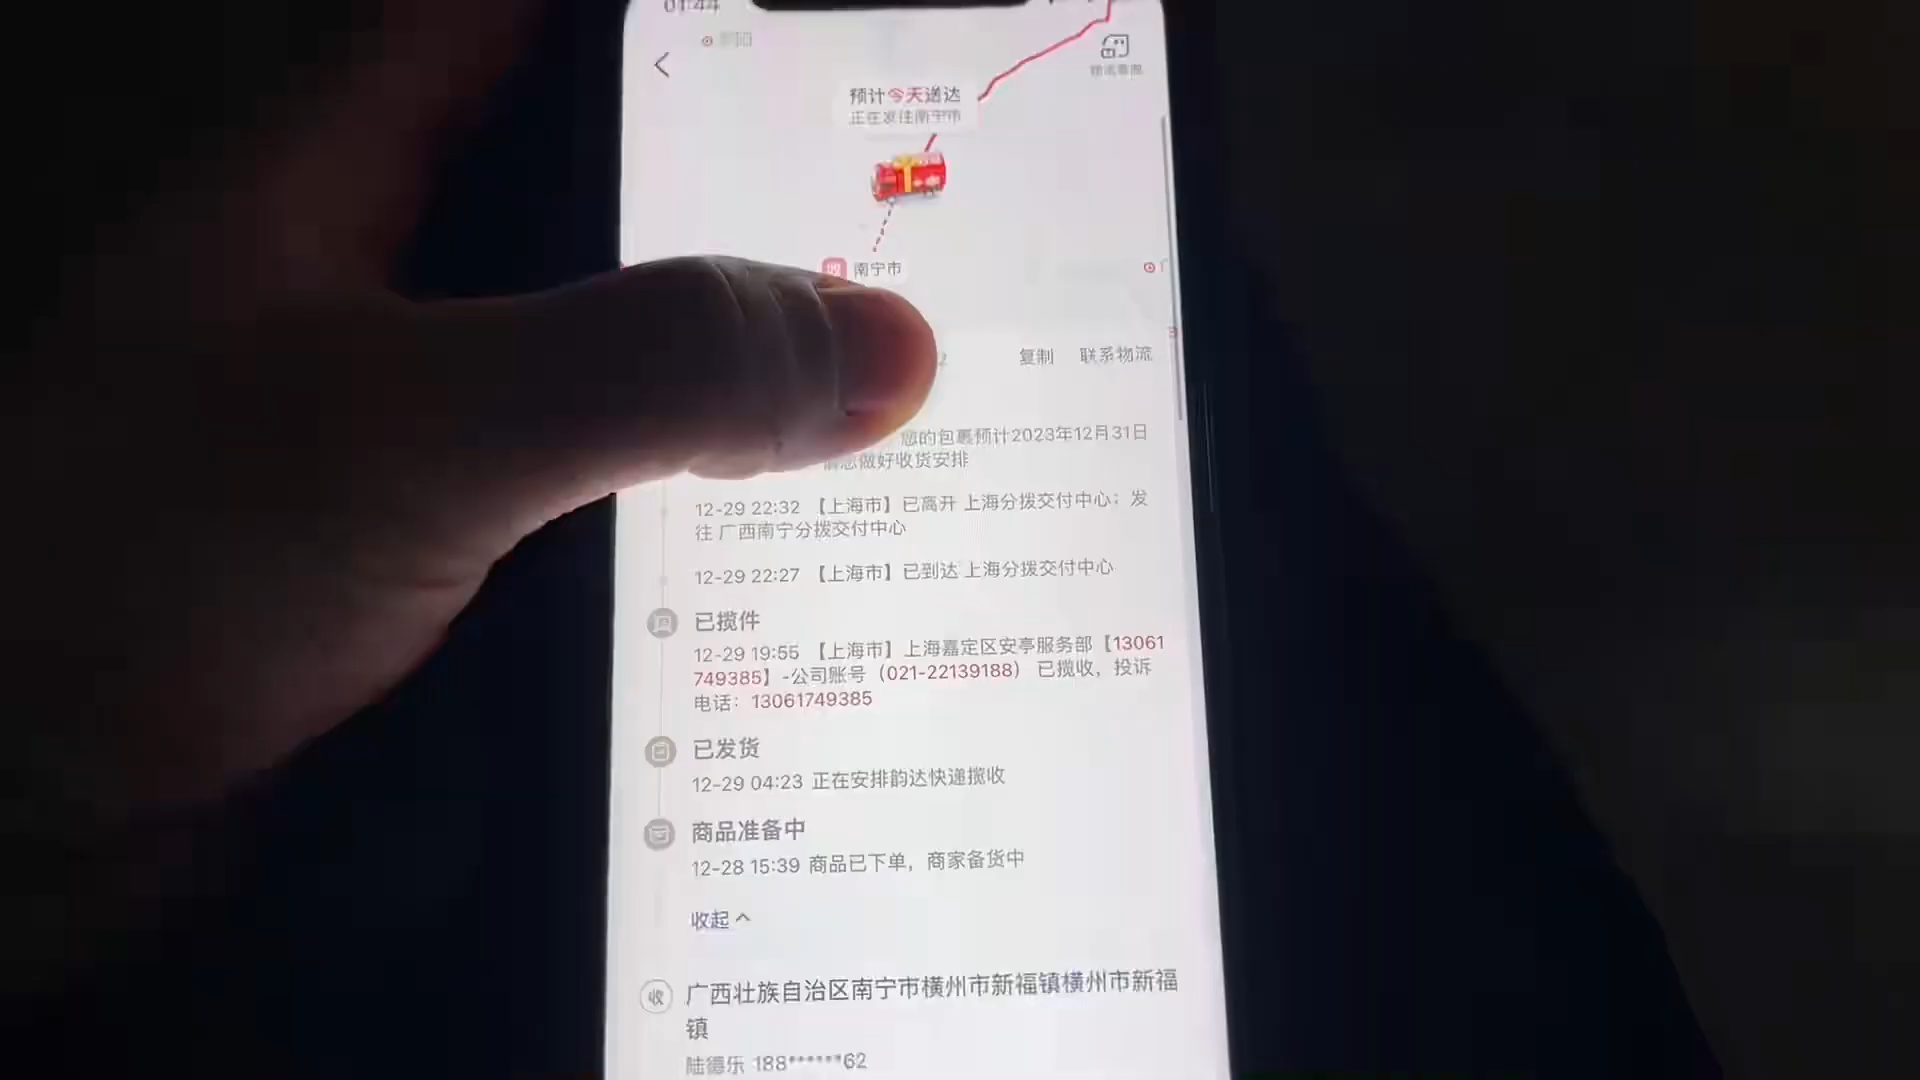 01:44
预计今天送达
正在发往南宁市
收 南宁市
复制 联系物流
您的包裹预计2023年12月31日
请您做好收货安排
12-29 22:32 【上海市】已离开 上海分拨交付中心；发
往 广西南宁分拨交付中心
12-29 22:27 【上海市】已到达 上海分拨交付中心
已揽件
12-29 19:55 【上海市】上海嘉定区安亭服务部【13061
749385】-公司账号（021-22139188） 已揽收，投诉
电话：13061749385
已发货
12-29 04:23 正在安排韵达快递揽收
商品准备中
12-28 15:39 商品已下单，商家备货中
收起
收 广西壮族自治区南宁市横州市新福镇横州市新福
镇
陆德乐 188******62